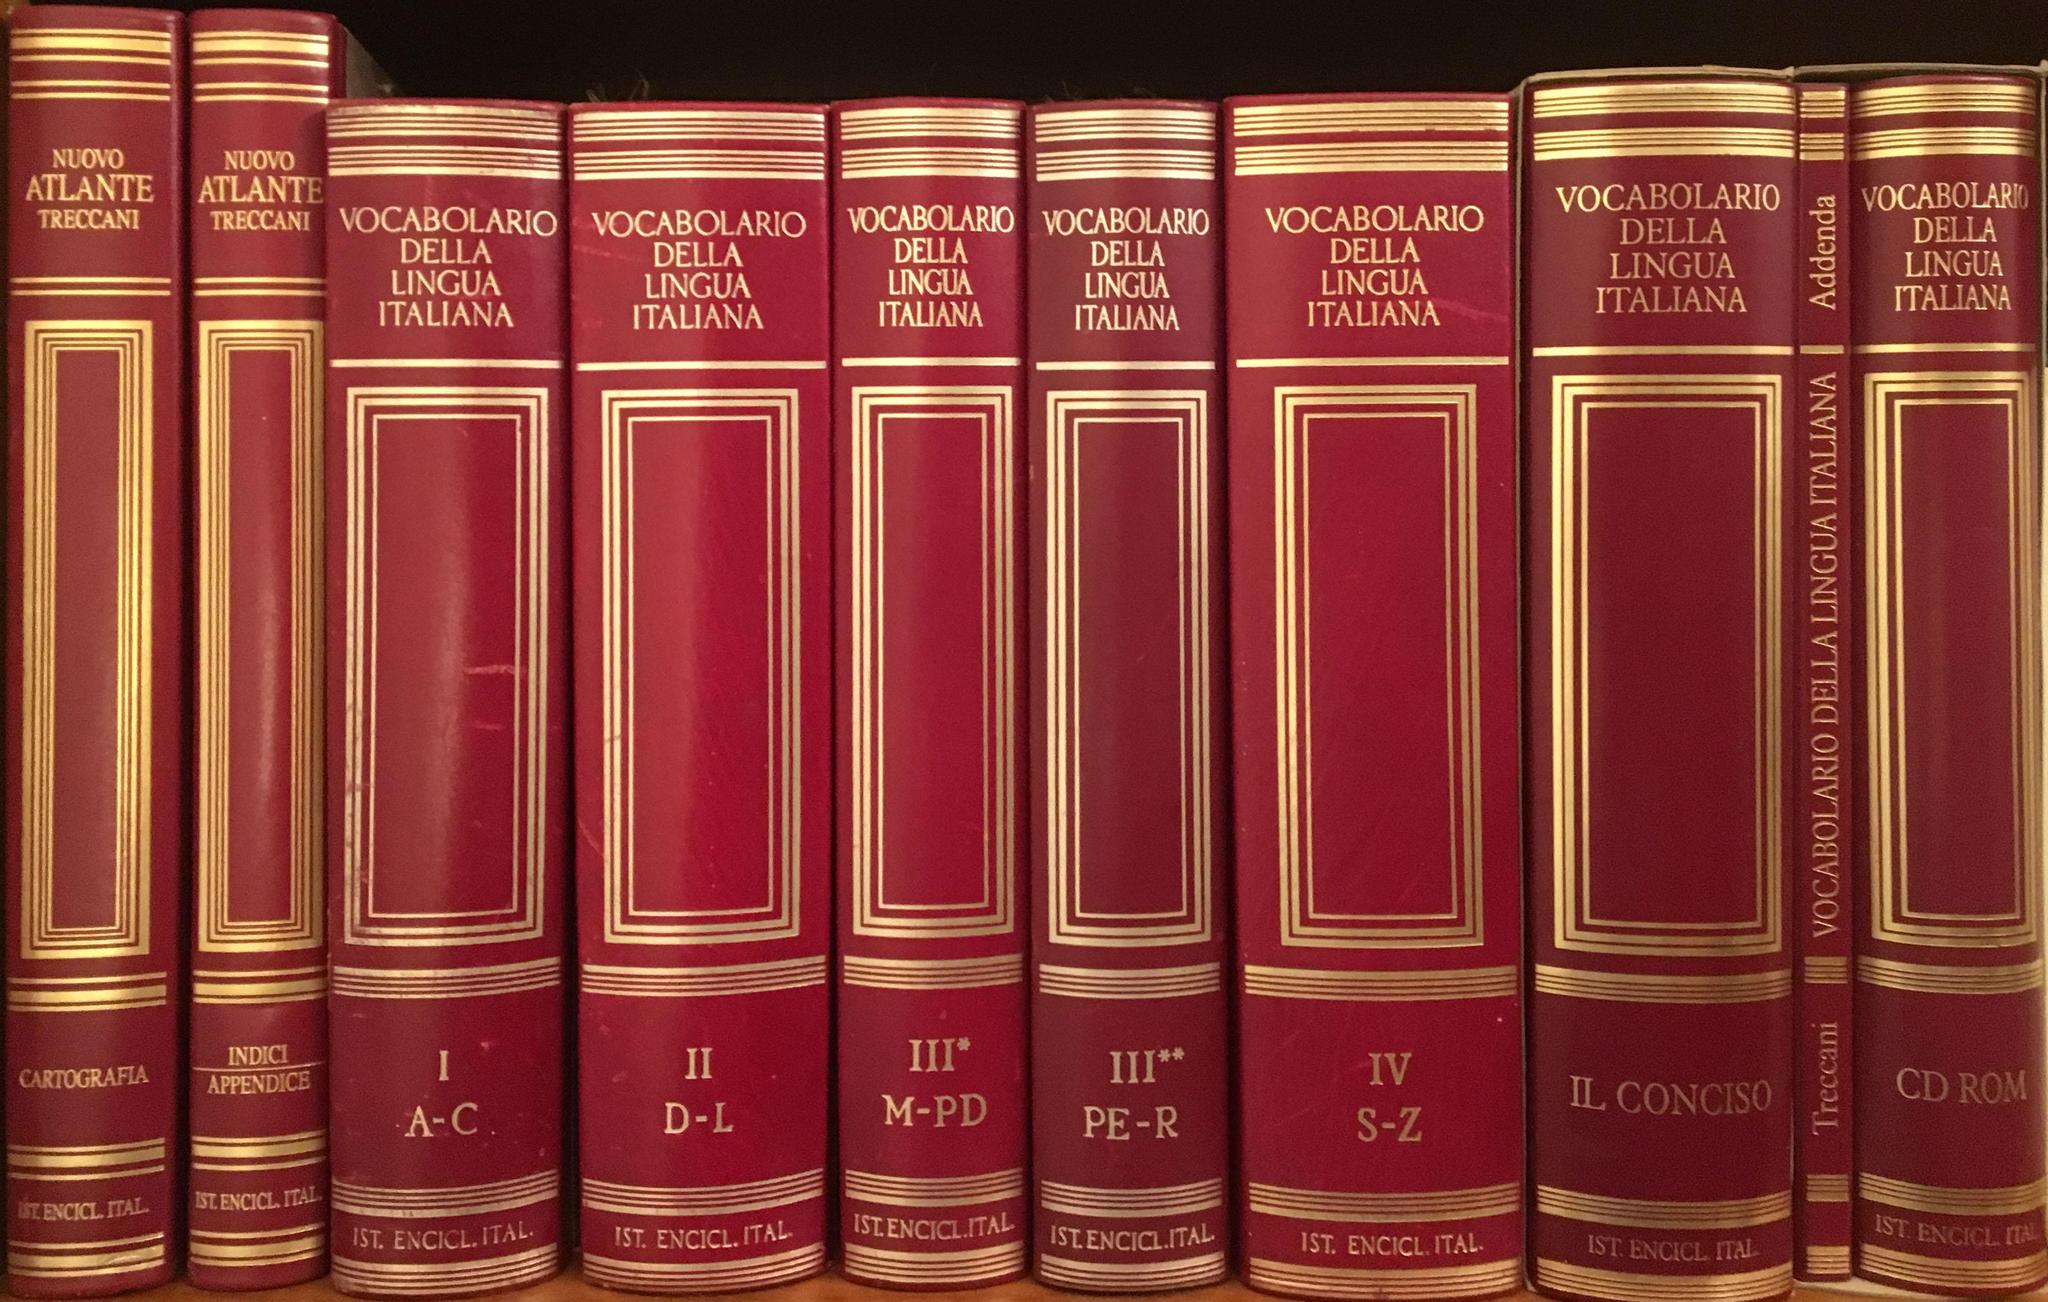 NUOVO
ATLANTE
TRECCANI
CARTOGRAFIA
IST. ENCICL. ITAL.
NUOVO
ATLANTE
TRECCANI
INDICI
APPENDICE
IST. ENCICL. ITAL.
VOCABOLARIO
DELLA
LINGUA
ITALIANA
I
A-C
IST. ENCICL. ITAL.
VOCABOLARIO
DELLA
LINGUA
ITALIANA
II
D-L
IST. ENCICL. ITAL.
VOCABOLARIO
DELLA
LINGUA
ITALIANA
III*
M-PD
IST. ENCICL. ITAL.
VOCABOLARIO
DELLA
LINGUA
ITALIANA
III**
PE-R
IST. ENCICL. ITAL.
VOCABOLARIO
DELLA
LINGUA
ITALIANA
IV
S-Z
IST. ENCICL. ITAL.
VOCABOLARIO
DELLA
LINGUA
ITALIANA
IL CONCISO
IST. ENCICL. ITAL.
Treccani VOCABOLARIO DELLA LINGUA ITALIANA Addenda
VOCABOLARIO
DELLA
LINGUA
ITALIANA
CD ROM
IST. ENCICL. ITAL